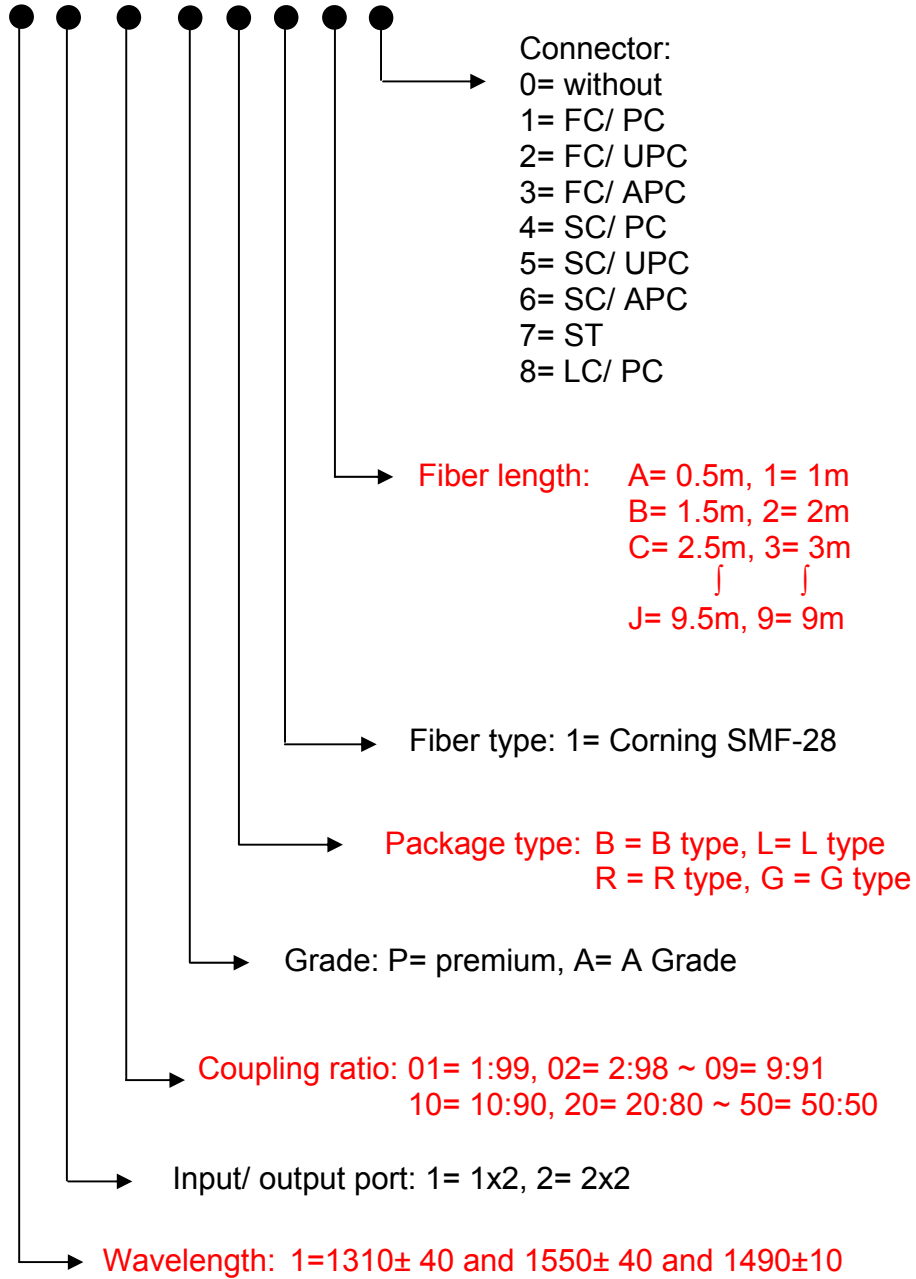 Connector:
0= without
1= FC/ PC
2= FC/ UPC
3= FC/ APC
4= SC/ PC
5= SC/ UPC
6= SC/ APC
7= ST
8= LC/ PC
Fiber length: A= 0.5m, 1= 1m
B= 1.5m, 2= 2m
C= 2.5m, 3= 3m
∫ ∫
J= 9.5m, 9= 9m
Fiber type: 1= Corning SMF-28
Package type: B = B type, L= L type
R = R type, G = G type
Grade: P= premium, A= A Grade
Coupling ratio: 01= 1:99, 02= 2:98 ~ 09= 9:91
10= 10:90, 20= 20:80 ~ 50= 50:50
Input/ output port: 1= 1x2, 2= 2x2
Wavelength: 1=1310± 40 and 1550± 40 and 1490±10